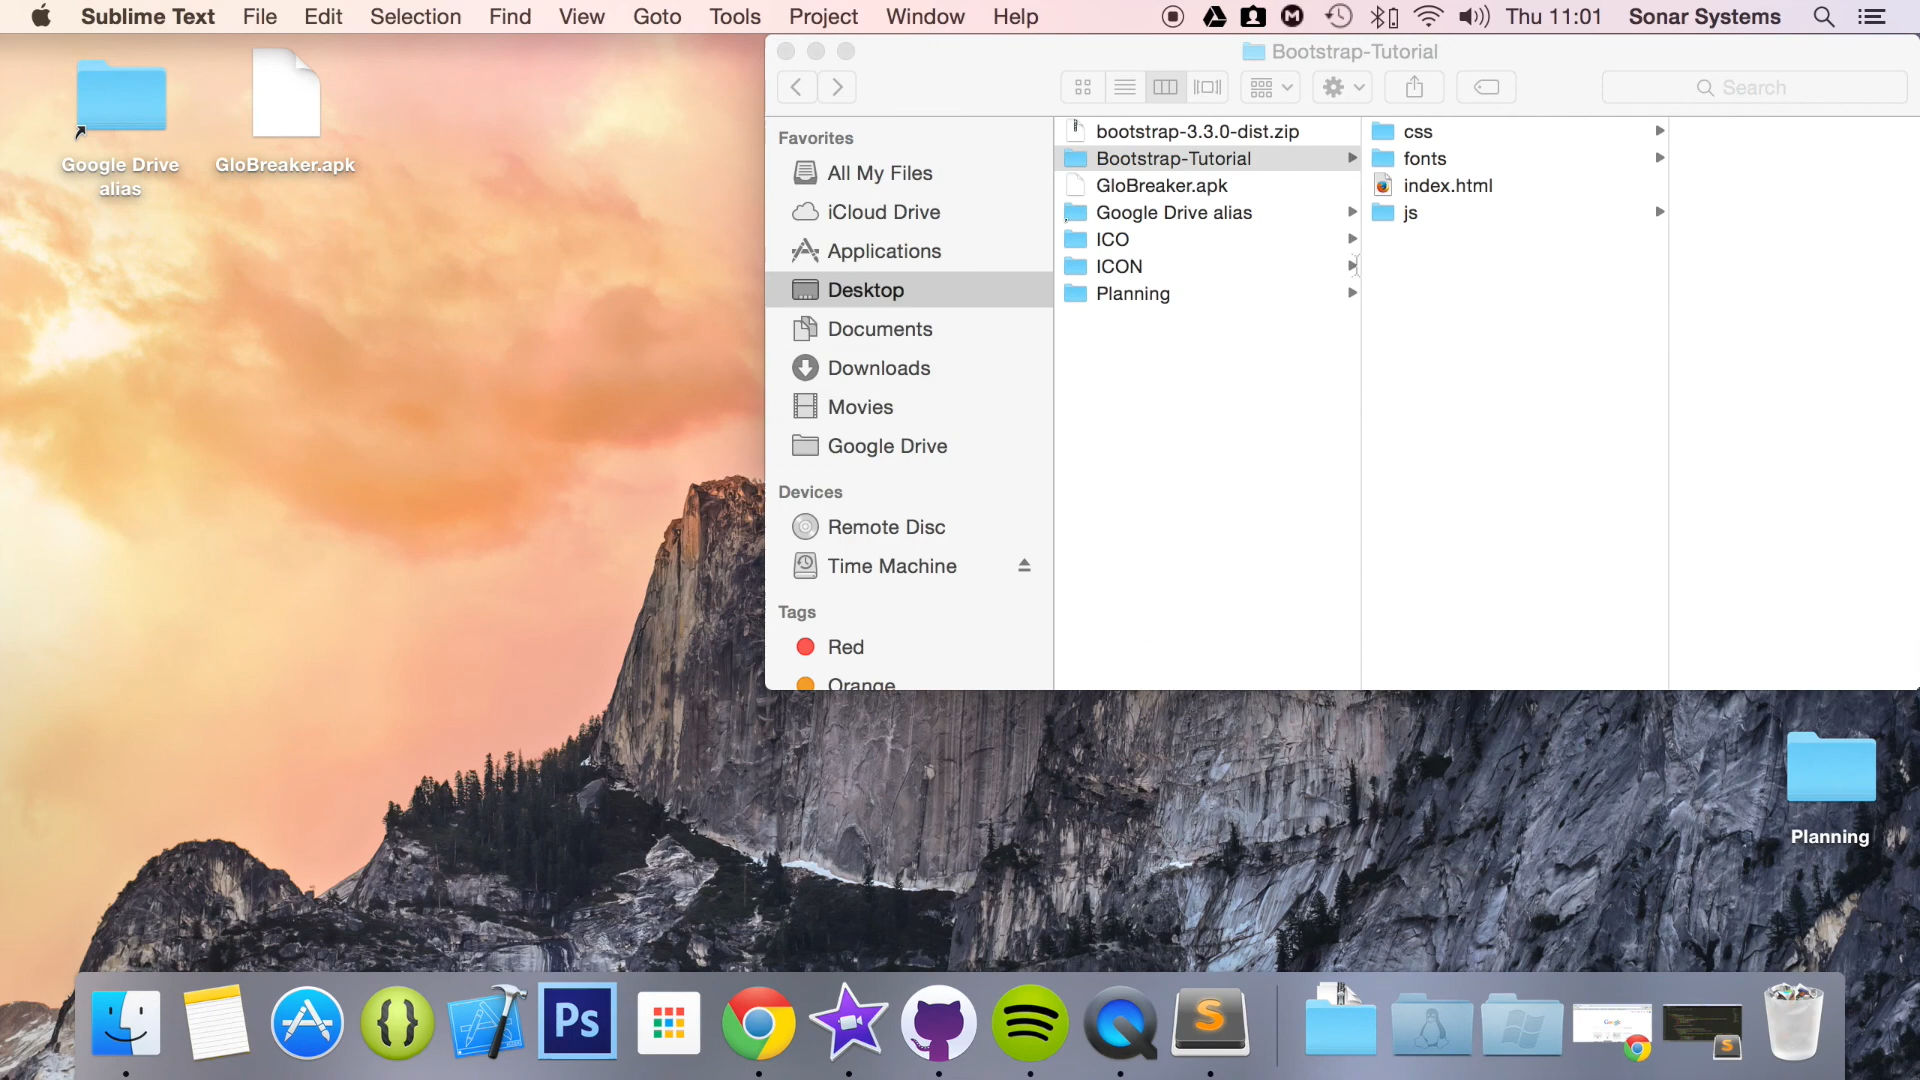 Sublime Text File Edit Selection Find View Goto Tools Project Window Help Thu 11:01 Sonar Systems
Bootstrap-Tutorial
Search
Google Drive
alias
GloBreaker.apk
Favorites
All My Files
iCloud Drive
Applications
Desktop
Documents
Downloads
Movies
Google Drive
Devices
Remote Disc
Time Machine
Tags
Red
Orange
bootstrap-3.3.0-dist.zip
Bootstrap-Tutorial
GloBreaker.apk
Google Drive alias
ICO
ICON
Planning
css
fonts
index.html
js
Planning
Ps